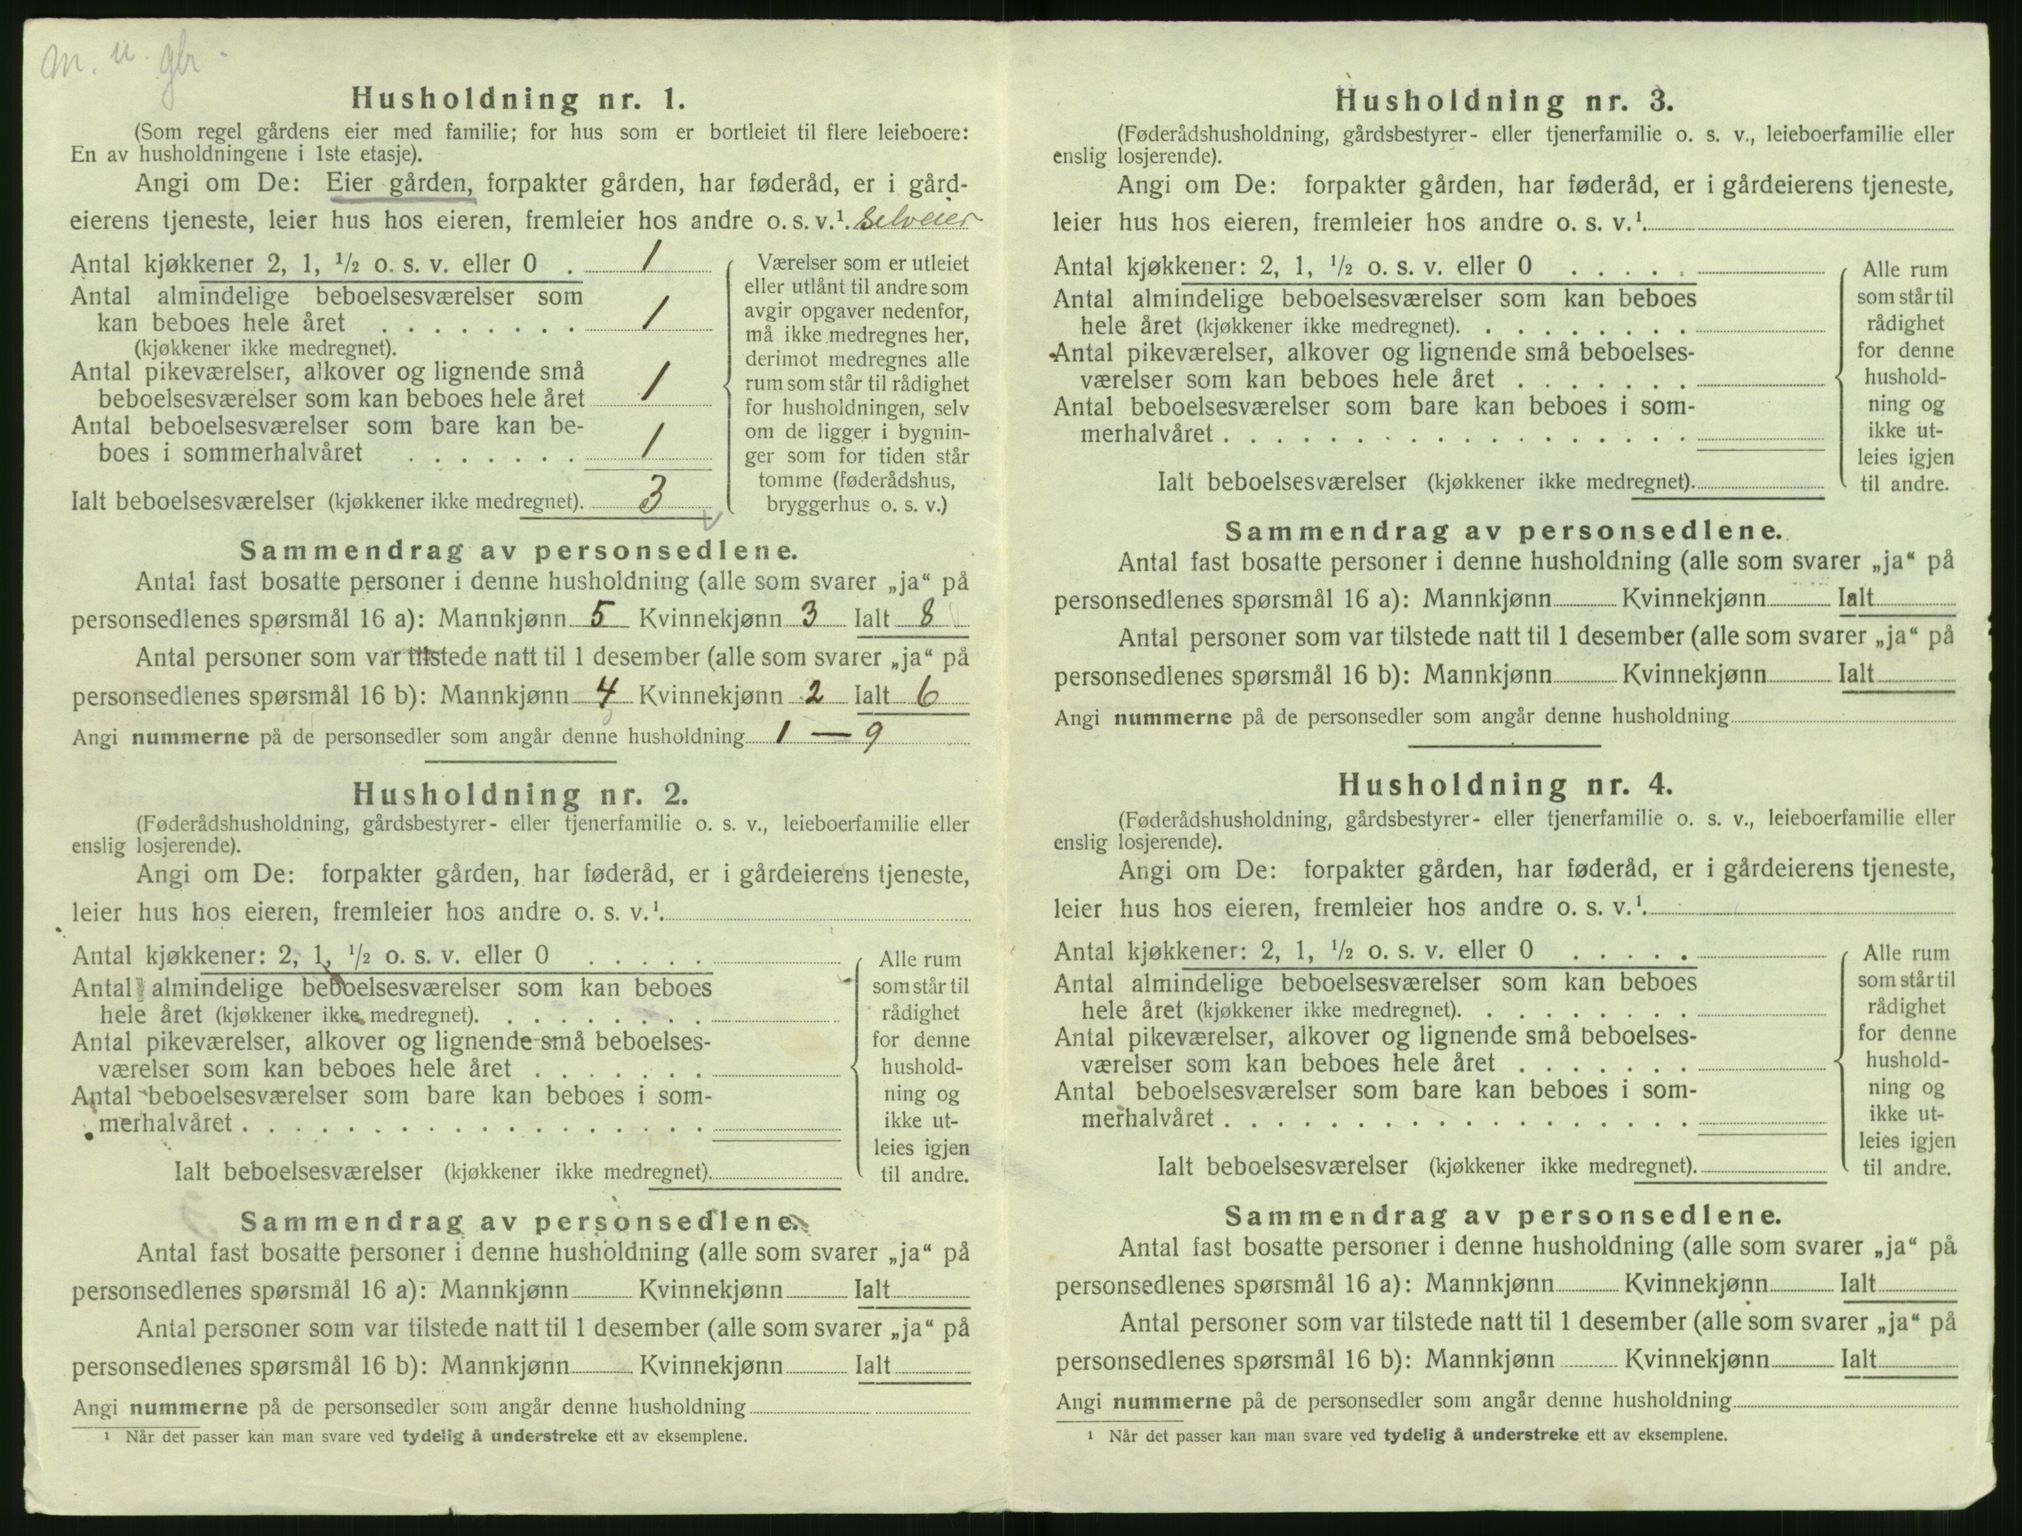 m. u. gbr.
Husholdning nr. 1.
(Som regel gårdens eier med familie; for hus som er bortleiet til flere leieboere:
En av husholdningene i 1ste etasje).
Angi om De: Eier gården, forpakter gården, har føderåd, er i gård-
eierens tjeneste, leier hus hos eieren, fremleier hos andre o. s. v.¹. selveier
Antal kjøkkener 2, 1, ½ o. s. v. eller 0 . 1
Antal almindelige beboelsesværelser som
kan beboes hele året . . . . . . . . 1
(kjøkkener ikke medregnet).
Antal pikeværelser, alkover og lignende små
beboelsesværelser som kan beboes hele året 1
Antal beboelsesværelser som bare kan be-
boes i sommerhalvåret . . . . . . . 1
Ialt beboelsesværelser (kjøkkener ikke medregnet). 3
Værelser som er utleiet
eller utlånt til andre som
avgir opgaver nedenfor,
må ikke medregnes her,
derimot medregnes alle
rum som står til rådighet
for husholdningen, selv
om de ligger i bygnin-
ger som for tiden står
tomme (føderådshus,
bryggerhus o. s. v.)
Sammendrag av personsedlene.
Antal fast bosatte personer i denne husholdning (alle som svarer „ja“ på
personsedlenes spørsmål 16 a): Mannkjønn 5 Kvinnekjønn 3 Ialt 8
Antal personer som var tilstede natt til 1 desember (alle som svarer „ja“ på
personsedlenes spørsmål 16 b): Mannkjønn 4 Kvinnekjønn 2 Ialt 6
Angi nummerne på de personsedler som angår denne husholdning 1 — 9
Husholdning nr. 2.
(Føderådshusholdning, gårdsbestyrer- eller tjenerfamilie o. s. v., leieboerfamilie eller
enslig losjerende).
Angi om De: forpakter gården, har føderåd, er i gårdeierens tjeneste,
leier hus hos eieren, fremleier hos andre o. s. v.¹.
Antal kjøkkener: 2, 1, ½ o. s. v. eller 0 . . . . .
Antal almindelige beboelsesværelser som kan beboes
hele året (kjøkkener ikke medregnet). . . . . . . . .
Antal pikeværelser, alkover og lignende små beboelses-
værelser som kan beboes hele året . . . . . . .
Antal beboelsesværelser som bare kan beboes i som-
merhalvåret . . . . . . . . . . . . . . . . . .
Ialt beboelsesværelser (kjøkkener ikke medregnet).
Alle rum
som står til
rådighet
for denne
hushold-
ning og
ikke ut-
leies igjen
til andre.
Sammendrag av personsedlene.
Antal fast bosatte personer i denne husholdning (alle som svarer „ja“ på
personsedlenes spørsmål 16 a): Mannkjønn Kvinnekjønn Ialt
Antal personer som var tilstede natt til 1 desember (alle som svarer „ja“ på
personsedlenes spørsmål 16 b): Mannkjønn Kvinnekjønn Ialt
Angi nummerne på de personsedler som angår denne husholdning
¹ Når det passer kan man svare ved tydelig å understreke ett av eksemplene.
Husholdning nr. 3.
(Føderådshusholdning, gårdsbestyrer- eller tjenerfamilie o. s. v., leieboerfamilie eller
enslig losjerende).
Angi om De: forpakter gården, har føderåd, er i gårdeierens tjeneste,
leier hus hos eieren, fremleier hos andre o. s. v.¹.
Antal kjøkkener: 2, 1, ½ o. s. v. eller 0 . . . . .
Antal almindelige beboelsesværelser som kan beboes
hele året (kjøkkener ikke medregnet). . . . . . . . .
Antal pikeværelser, alkover og lignende små beboelses-
værelser som kan beboes hele året . . . . . . .
Antal beboelsesværelser som bare kan beboes i som-
merhalvåret . . . . . . . . . . . . . . . . . .
Ialt beboelsesværelser (kjøkkener ikke medregnet).
Alle rum
som står til
rådighet
for denne
hushold-
ning og
ikke ut-
leies igjen
til andre.
Sammendrag av personsedlene.
Antal fast bosatte personer i denne husholdning (alle som svarer „ja“ på
personsedlenes spørsmål 16 a): Mannkjønn Kvinnekjønn Ialt
Antal personer som var tilstede natt til 1 desember (alle som svarer „ja“ på
personsedlenes spørsmål 16 b): Mannkjønn Kvinnekjønn Ialt
Angi nummerne på de personsedler som angår denne husholdning
Husholdning nr. 4.
(Føderådshusholdning, gårdsbestyrer- eller tjenerfamilie o. s. v., leieboerfamilie eller
enslig losjerende).
Angi om De: forpakter gården, har føderåd, er i gårdeierens tjeneste,
leier hus hos eieren, fremleier hos andre o. s. v.¹.
Antal kjøkkener: 2, 1, ½ o. s. v. eller 0 . . . . .
Antal almindelige beboelsesværelser som kan beboes
hele året (kjøkkener ikke medregnet). . . . . . . . .
Antal pikeværelser, alkover og lignende små beboelses-
værelser som kan beboes hele året . . . . . . .
Antal beboelsesværelser som bare kan beboes i som-
merhalvåret . . . . . . . . . . . . . . . . . .
Ialt beboelsesværelser (kjøkkener ikke medregnet).
Alle rum
som står til
rådighet
for denne
hushold-
ning og
ikke ut-
leies igjen
til andre.
Sammendrag av personsedlene.
Antal fast bosatte personer i denne husholdning (alle som svarer „ja“ på
personsedlenes spørsmål 16 a): Mannkjønn Kvinnekjønn Ialt
Antal personer som var tilstede natt til 1 desember (alle som svarer „ja“ på
personsedlenes spørsmål 16 b): Mannkjønn Kvinnekjønn Ialt
Angi nummerne på de personsedler som angår denne husholdning
¹ Når det passer kan man svare ved tydelig å understreke ett av eksemplene.